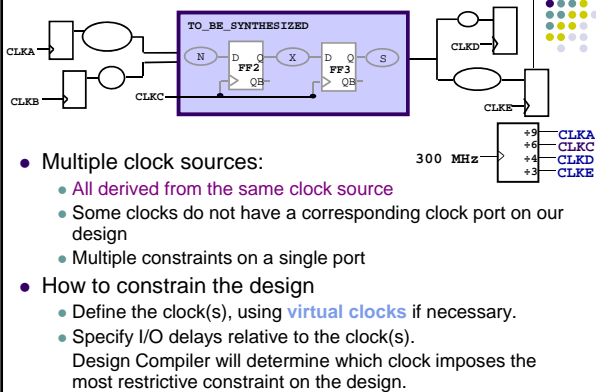 TO_BE_SYNTHESIZED
CLKA
CLKB
CLKC
N
D Q
FF2
QB
X
D Q
FF3
QB
S
CLKD
CLKE
300 MHz
÷9 CLKA
÷6 CLKC
÷4 CLKD
÷3 CLKE
• Multiple clock sources:
• All derived from the same clock source
• Some clocks do not have a corresponding clock port on our
design
• Multiple constraints on a single port
• How to constrain the design
• Define the clock(s), using virtual clocks if necessary.
• Specify I/O delays relative to the clock(s).
Design Compiler will determine which clock imposes the
most restrictive constraint on the design.